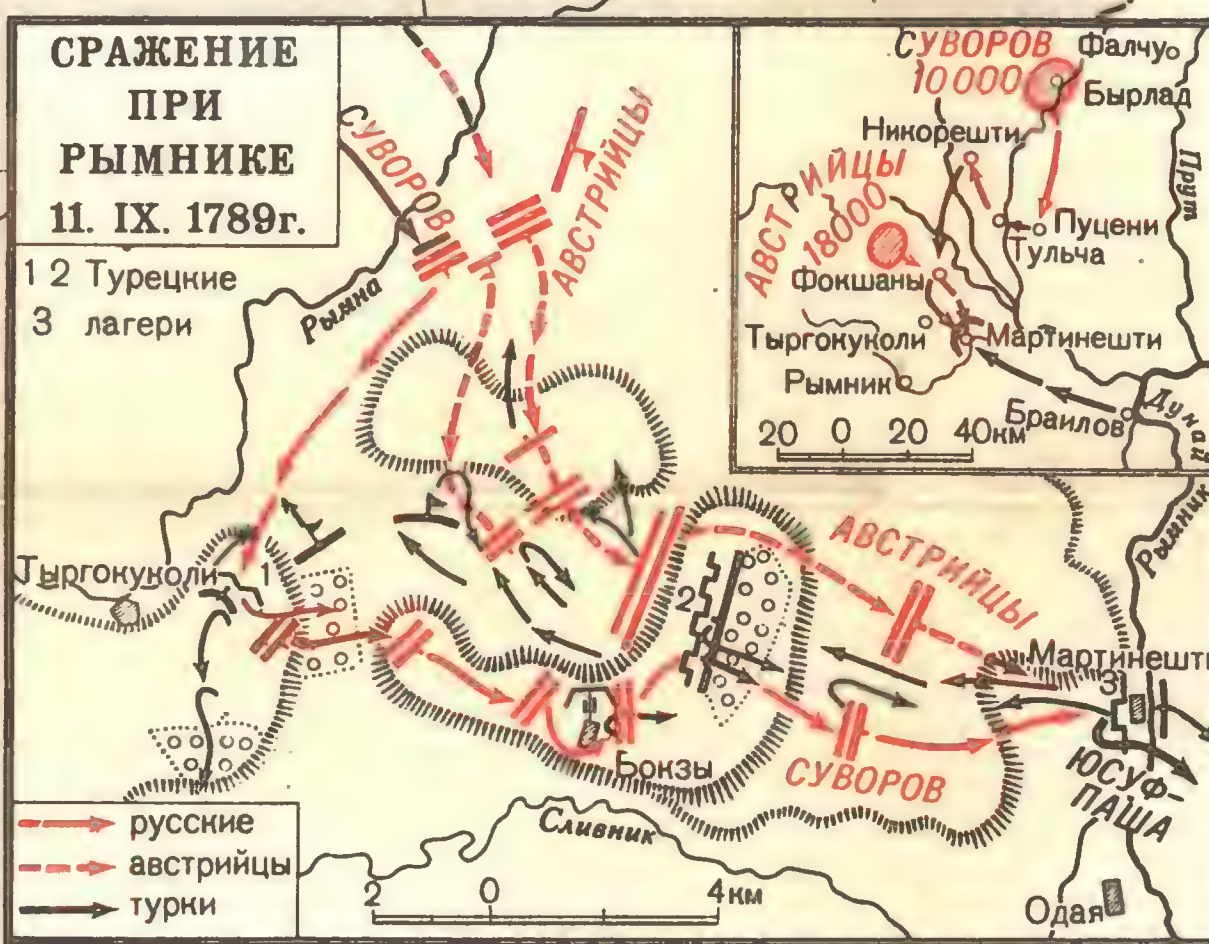 СРАЖЕНИЕ
ПРИ
РЫМНИКЕ
11. IX. 1789г.
1 2 Турецкие
3 лагери
СУВОРОВ
АВСТРИЙЦЫ
Рымна
СУВОРОВ
10000
Фалчу
Бырлад
Никорешти
АВСТРИЙЦЫ
18000
Прут
Пуцени
Тульча
Фокшаны
Тыргокуколи
Мартинешти
Рымник
Браилов
Дунай
20 0 20 40км
Рымник
Тыргокуколи
1
2
АВСТРИЙЦЫ
Мартинешти
3
Бокзы
СУВОРОВ
ЮСУФ-
ПАША
Сливник
Одая
русские
австрийцы
турки
2 0 4км